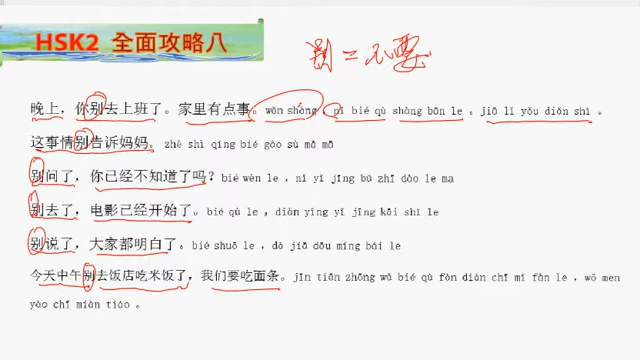 HSK2 全面攻略八
别 = 不要
晚上，你别去上班了。家里有点事。wǎn shàng，nǐ bié qù shàng bān le 。jiā lǐ yǒu diǎn shì 。
这事情别告诉妈妈。zhè shì qíng bié gào sù mā mā
别问了，你已经不知道了吗？bié wèn le ，nǐ yǐ jīng bú zhī dào le ma
别去了，电影已经开始了。bié qù le ，diàn yǐng yǐ jīng kāi shǐ le
别说了，大家都明白了。bié shuō le ，dà jiā dōu míng bái le
今天中午别去饭店吃米饭了，我们要吃面条。jīn tiān zhōng wǔ bié qù fàn diàn chī mǐ fàn le ，wǒ men
yào chī miàn tiáo 。